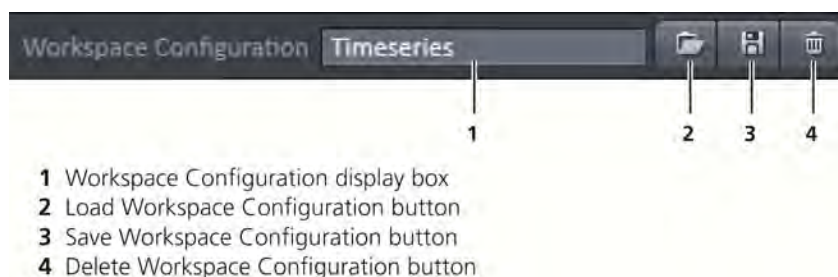 Workspace Configuration Timeseries
1 2 3 4
1 Workspace Configuration display box
2 Load Workspace Configuration button
3 Save Workspace Configuration button
4 Delete Workspace Configuration button